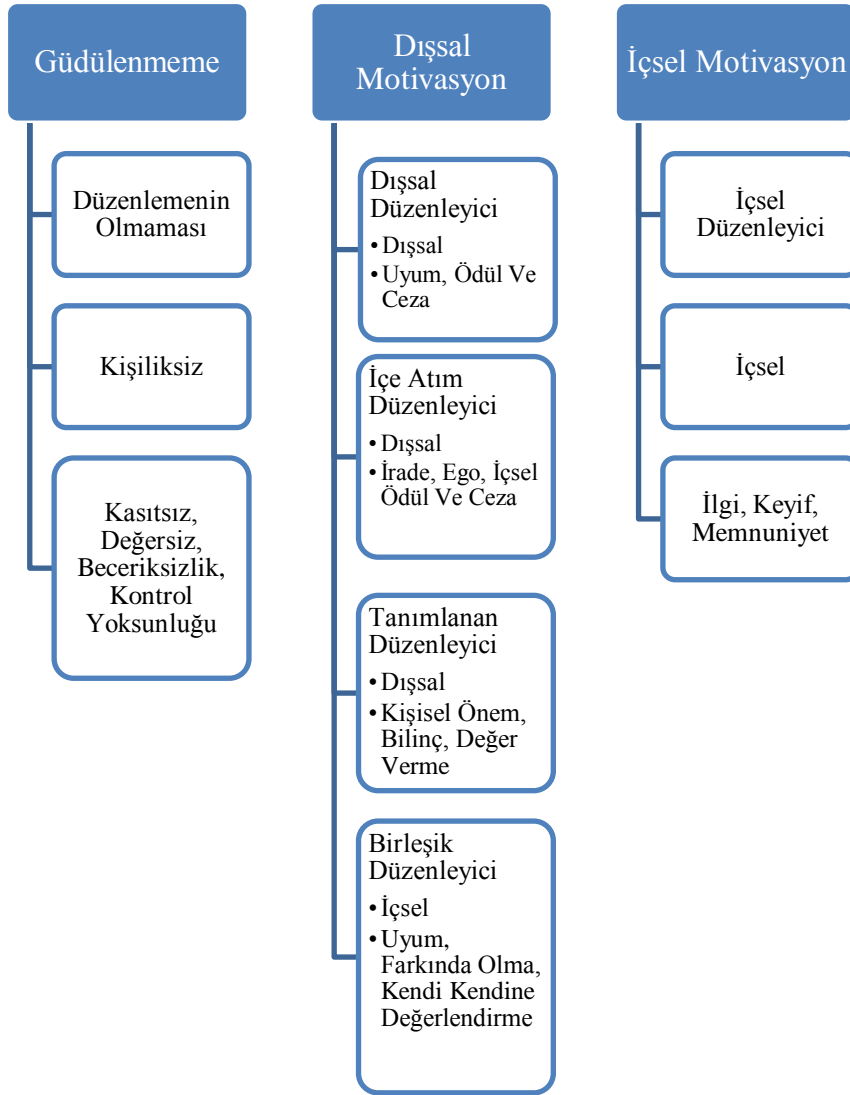 Güdülenmeme
Düzenlemenin
Olmaması
Kişiliksiz
Kasıtsız,
Değersiz,
Beceriksizlik,
Kontrol
Yoksunluğu
Dışsal
Motivasyon
Dışsal
Düzenleyici
• Dışsal
• Uyum, Ödül Ve
Ceza
İçe Atım
Düzenleyici
• Dışsal
• İrade, Ego, İçsel
Ödül Ve Ceza
Tanımlanan
Düzenleyici
• Dışsal
• Kişisel Önem,
Bilinç, Değer
Verme
Birleşik
Düzenleyici
• İçsel
• Uyum,
Farkında Olma,
Kendi Kendine
Değerlendirme
İçsel Motivasyon
İçsel
Düzenleyici
İçsel
İlgi, Keyif,
Memnuniyet